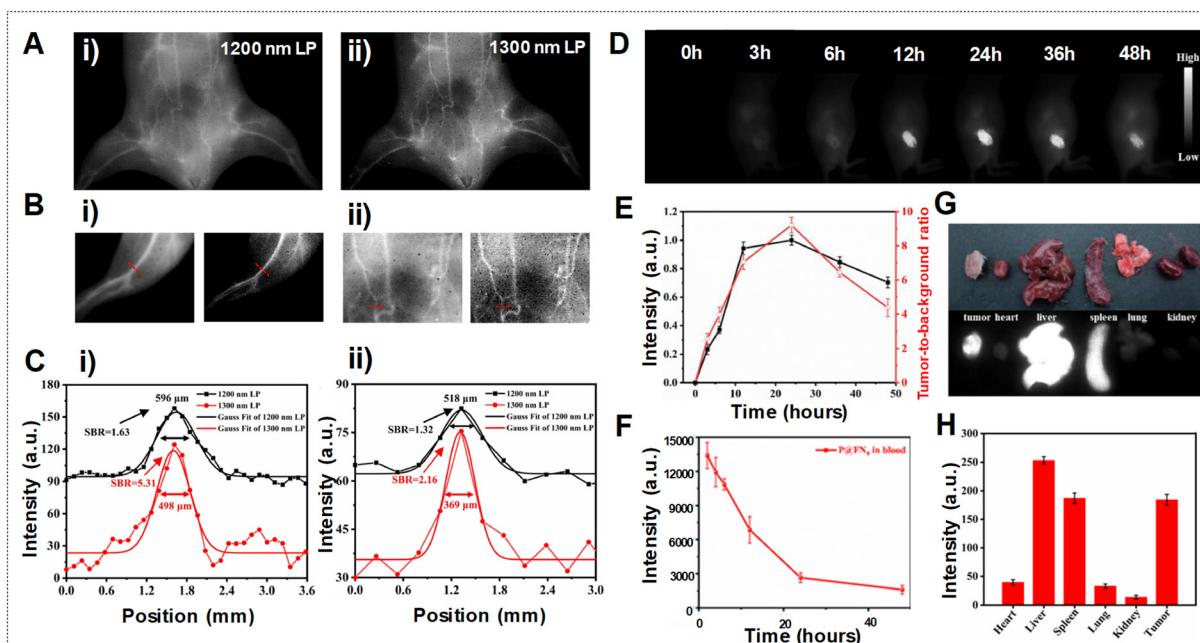 A
i)
1200 nm LP
ii)
1300 nm LP
B
i)
ii)
C
i)
Intensity (a.u.)
180
150
120
90
60
30
0
596 μm
SBR=1.63
1200 nm LP
1300 nm LP
Gauss Fit of 1200 nm LP
Gauss Fit of 1300 nm LP
SBR=5.31
498 μm
0.0 0.6 1.2 1.8 2.4 3.0 3.6
Position (mm)
ii)
Intensity (a.u.)
90
75
60
45
30
518 μm
SBR=1.32
1200 nm LP
1300 nm LP
Gauss Fit of 1200 nm LP
Gauss Fit of 1300 nm LP
SBR=2.16
369 μm
0.0 0.6 1.2 1.8 2.4 3.0
Position (mm)
D
0h 3h 6h 12h 24h 36h 48h
High
Low
E
Intensity (a.u.)
1.2
1.0
0.8
0.6
0.4
0.2
0.0
10
8
6
4
2
0
Tumor-to-background ratio
0 10 20 30 40 50
Time (hours)
F
Intensity (a.u.)
15000
12000
9000
6000
3000
0
P@FN8 in blood
0 20 40
Time (hours)
G
tumor heart liver spleen lung kidney
H
Intensity (a.u.)
300
250
200
150
100
50
0
Heart Liver Spleen Lung Kidney Tumor